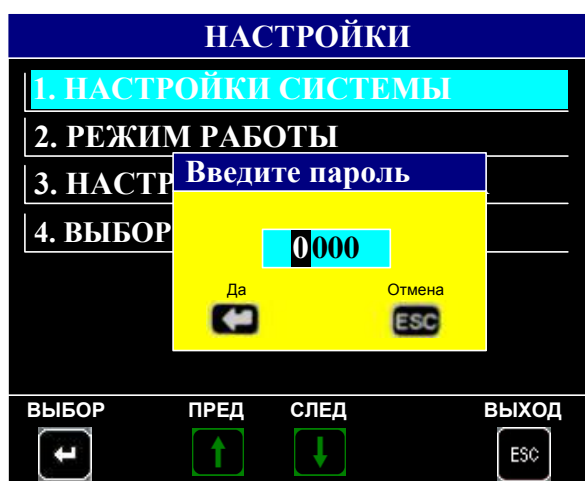 НАСТРОЙКИ
1. НАСТРОЙКИ СИСТЕМЫ
2. РЕЖИМ РАБОТЫ
3. НАСТР
4. ВЫБОР
Введите пароль
0000
Да Отмена
ESC
ВЫБОР ПРЕД СЛЕД ВЫХОД
ESC